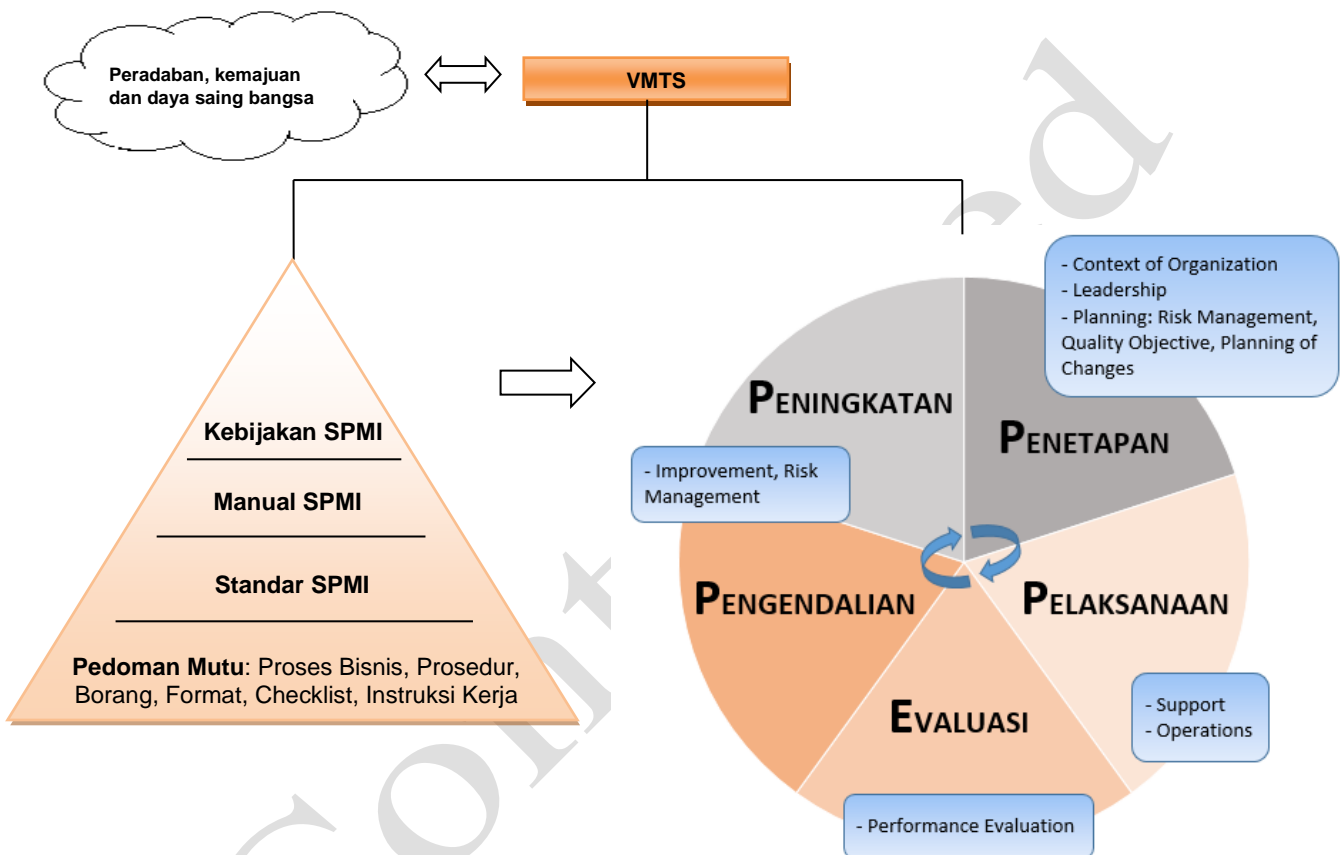 Peradaban, kemajuan
dan daya saing bangsa
VMTS
Kebijakan SPMI
Manual SPMI
Standar SPMI
Pedoman Mutu: Proses Bisnis, Prosedur,
Borang, Format, Checklist, Instruksi Kerja
- Context of Organization
- Leadership
- Planning: Risk Management,
Quality Objective, Planning of
Changes
PENINGKATAN
PENETAPAN
- Improvement, Risk
Management
PENGENDALIAN
PELAKSANAAN
EVALUASI
- Support
- Operations
- Performance Evaluation